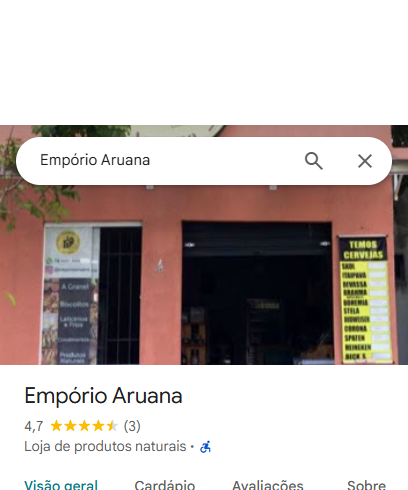 Empório Aruana
A Granel
Biscoitos
Laticínios
e Frios
Produtos
Naturais
TEMOS
CERVEJAS
SKOL
ITAIPAVA
DEVASSA
BRAHMA
BOHEMIA
STELA
BUDWEISER
CORONA
SPATEN
HEINEKEN
BECK S
Empório Aruana
4,7 (3)
Loja de produtos naturais •
Visão geral Cardápio Avaliações Sobre